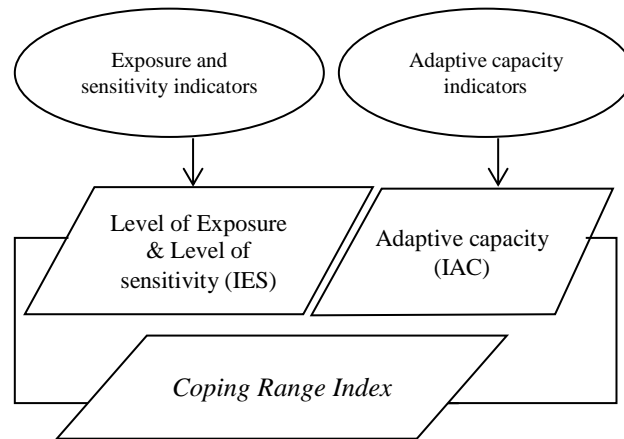 Exposure and
sensitivity indicators
Adaptive capacity
indicators
Level of Exposure
& Level of
sensitivity (IES)
Adaptive capacity
(IAC)
Coping Range Index